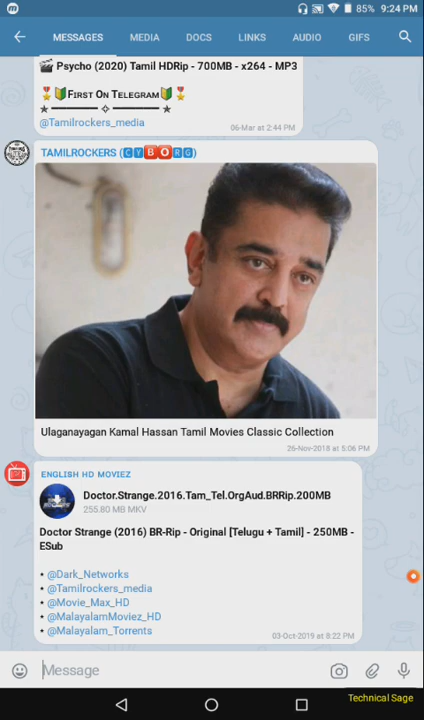 85% 9:24 PM
MESSAGES MEDIA DOCS LINKS AUDIO GIFS
Psycho (2020) Tamil HDRip - 700MB - x264 - MP3
🎖🔰First On Telegram🔰🎖
★ ━━━━━━ ✧ ━━━━━━ ★
@Tamilrockers_media
06-Mar at 2:44 PM
TAMILROCKERS (🅲🆈🅱🅾🆁🅶)
Ulaganayagan Kamal Hassan Tamil Movies Classic Collection
26-Nov-2018 at 5:06 PM
ENGLISH HD MOVIEZ
Doctor.Strange.2016.Tam_Tel.OrgAud.BRRip.200MB
255.80 MB MKV
Doctor Strange (2016) BR-Rip - Original [Telugu + Tamil] - 250MB -
ESub
• @Dark_Networks
• @Tamilrockers_media
• @Movie_Max_HD
• @MalayalamMoviez_HD
• @Malayalam_Torrents
03-Oct-2019 at 8:22 PM
Message
Technical Sage